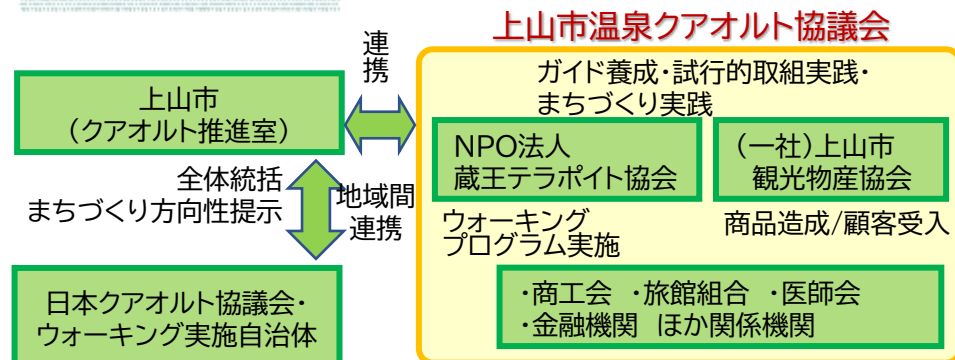 上山市温泉クアオルト協議会
連
携
ガイド養成・試行的取組実践・
まちづくり実践
上山市
（クアオルト推進室）
NPO法人
蔵王テラポイト協会
（一社）上山市
観光物産協会
全体統括
まちづくり方向性提示
地域間
連携
ウォーキング
プログラム実施
商品造成/顧客受入
日本クアオルト協議会・
ウォーキング実施自治体
・商工会 ・旅館組合 ・医師会
・金融機関 ほか関係機関